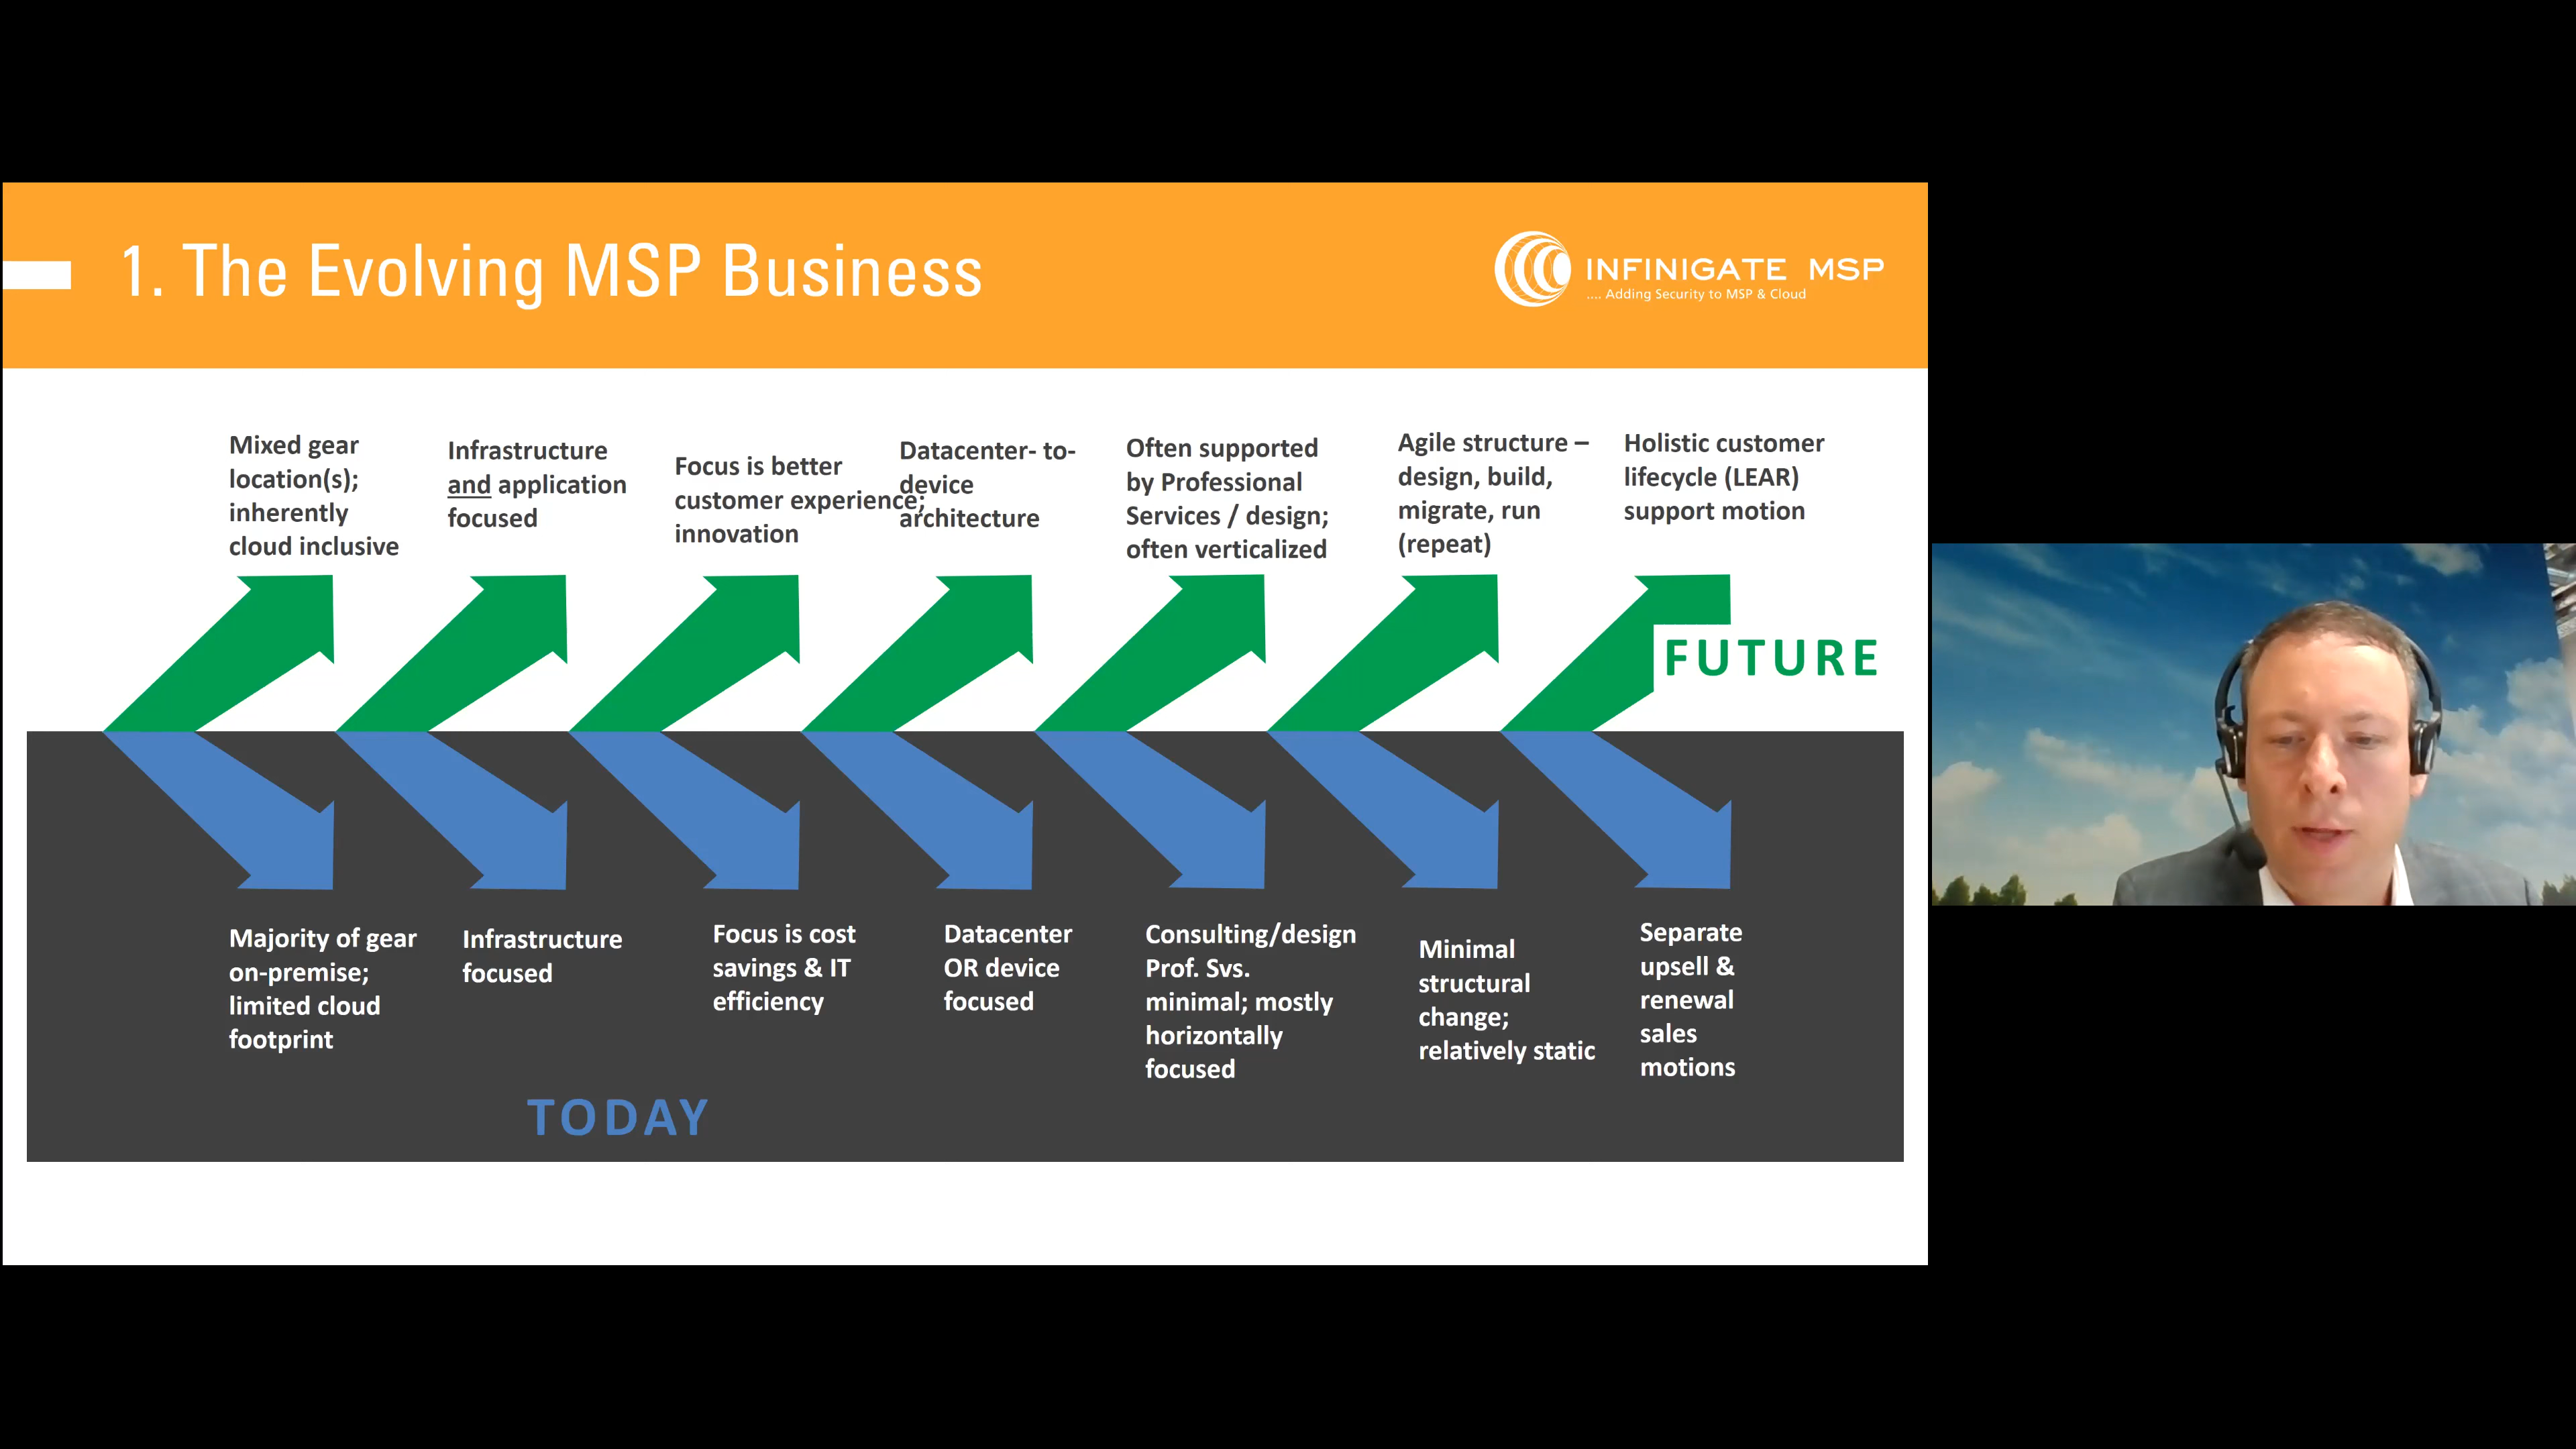 1. The Evolving MSP Business
INFINIGATE MSP
.... Adding Security to MSP & Cloud
Mixed gear
location(s);
inherently
cloud inclusive
Infrastructure
and application
focused
Focus is better
customer experience;
innovation
Datacenter- to-
device
architecture
Often supported
by Professional
Services / design;
often verticalized
Agile structure –
design, build,
migrate, run
(repeat)
Holistic customer
lifecycle (LEAR)
support motion
FUTURE
Majority of gear
on-premise;
limited cloud
footprint
Infrastructure
focused
Focus is cost
savings & IT
efficiency
Datacenter
OR device
focused
Consulting/design
Prof. Svs.
minimal; mostly
horizontally
focused
Minimal
structural
change;
relatively static
Separate
upsell &
renewal
sales
motions
TODAY